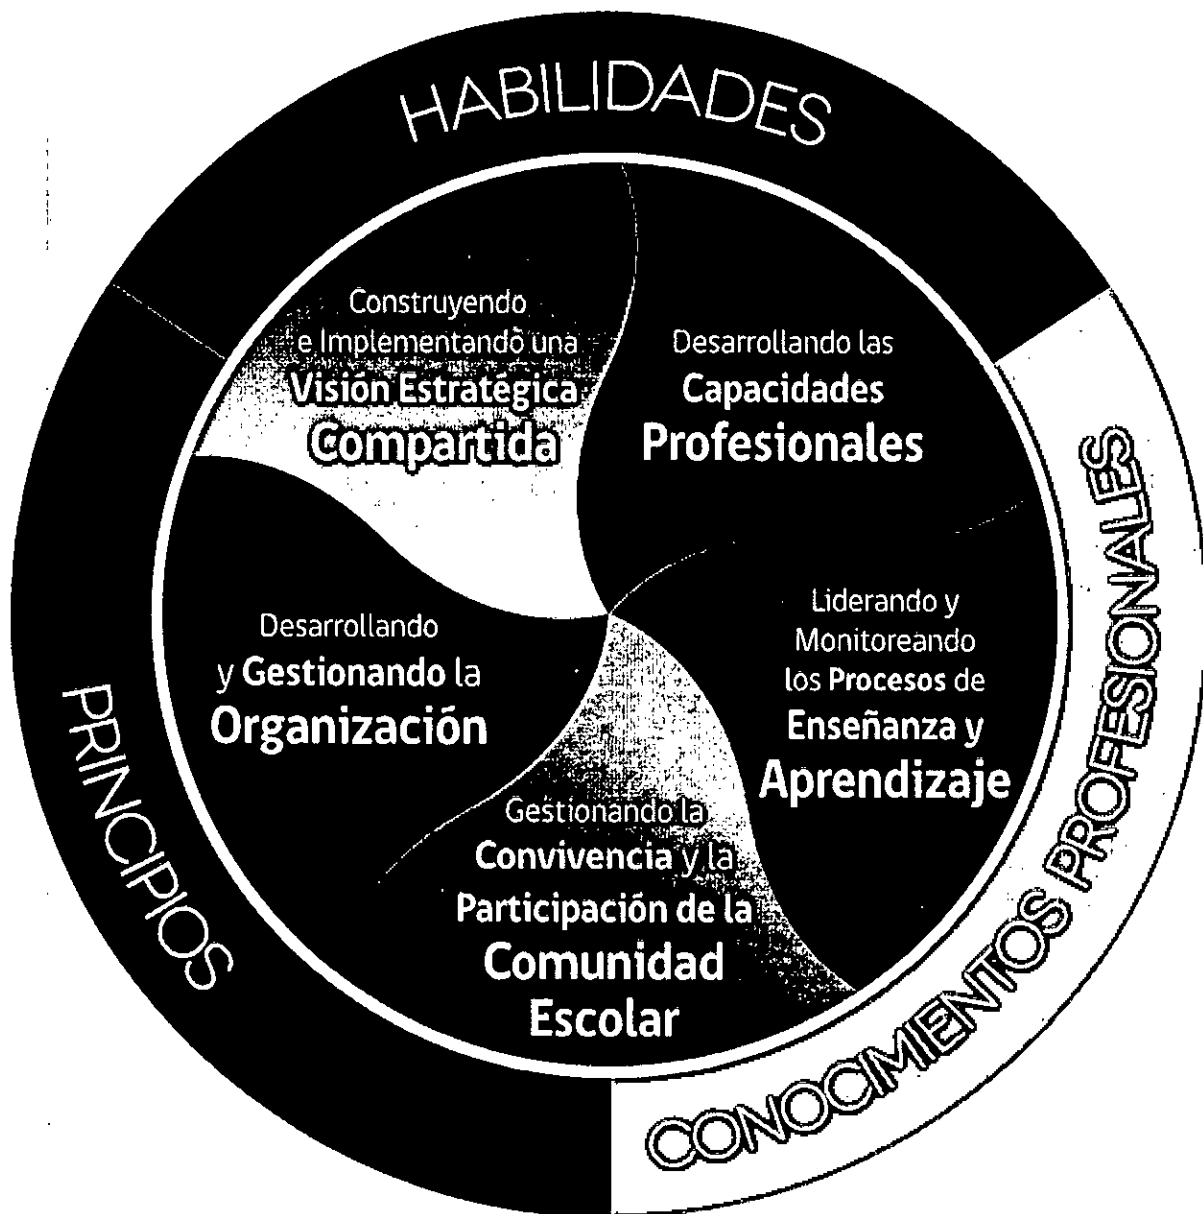 HABILIDADES
Construyendo
e Implementando una
Visión Estratégica
Compartida
Desarrollando las
Capacidades
Profesionales
Liderando y
Monitoreando
los Procesos de
Enseñanza y
Aprendizaje
Gestionando la
Convivencia y la
Participación de la
Comunidad
Escolar
Desarrollando
y Gestionando la
Organización
PRINCIPIOS
CONOCIMIENTOS PROFESIONALES